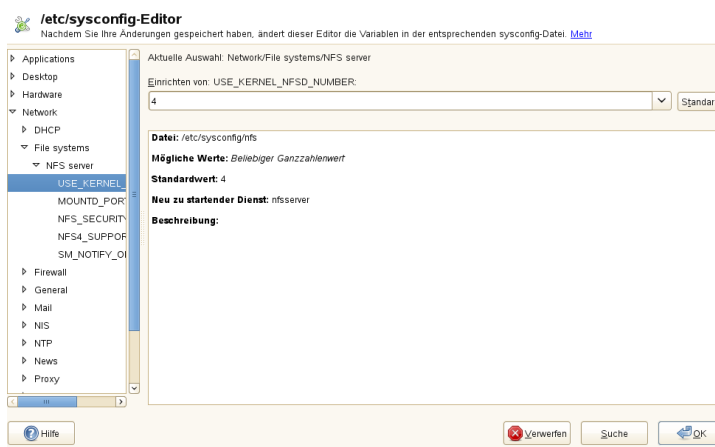 /etc/sysconfig-Editor
Nachdem Sie Ihre Änderungen gespeichert haben, ändert dieser Editor die Variablen in der entsprechenden sysconfig-Datei. Mehr
Applications
Desktop
Hardware
Network
DHCP
File systems
NFS server
USE_KERNEL_
MOUNTD_POR
NFS_SECURITY
NFS4_SUPPOR
SM_NOTIFY_O
Firewall
General
Mail
NIS
NTP
News
Proxy
Aktuelle Auswahl: Network/File systems/NFS server
Einrichten von: USE_KERNEL_NFSD_NUMBER:
4
Standar
Datei: /etc/sysconfig/nfs
Mögliche Werte: Beliebiger Ganzzahlenwert
Standardwert: 4
Neu zu startender Dienst: nfsserver
Beschreibung:
Hilfe
Verwerfen
Suche
OK